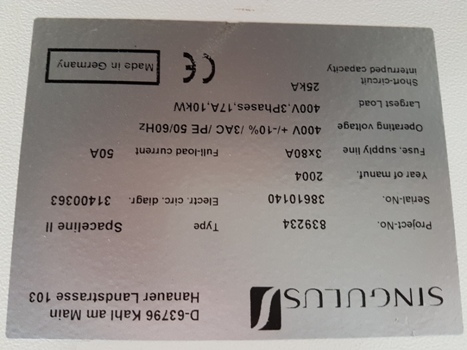 SINGULUS
D-63796 Kahl am Main
Hanauer Landstrasse 103
Project-No. 839234 Type Spaceline II
Serial-No. 38610140 Electr. circ. diagr. 31400363
Year of manuf. 2004
Fuse. supply line 3x80A Full-load current 50A
Operating voltage 400V +/-10% /3AC /PE 50/60Hz
Largest Load 400V.3Phases,17A,10kW
Short-circuit
interruped capacity 25kA
CE
Made in Germany